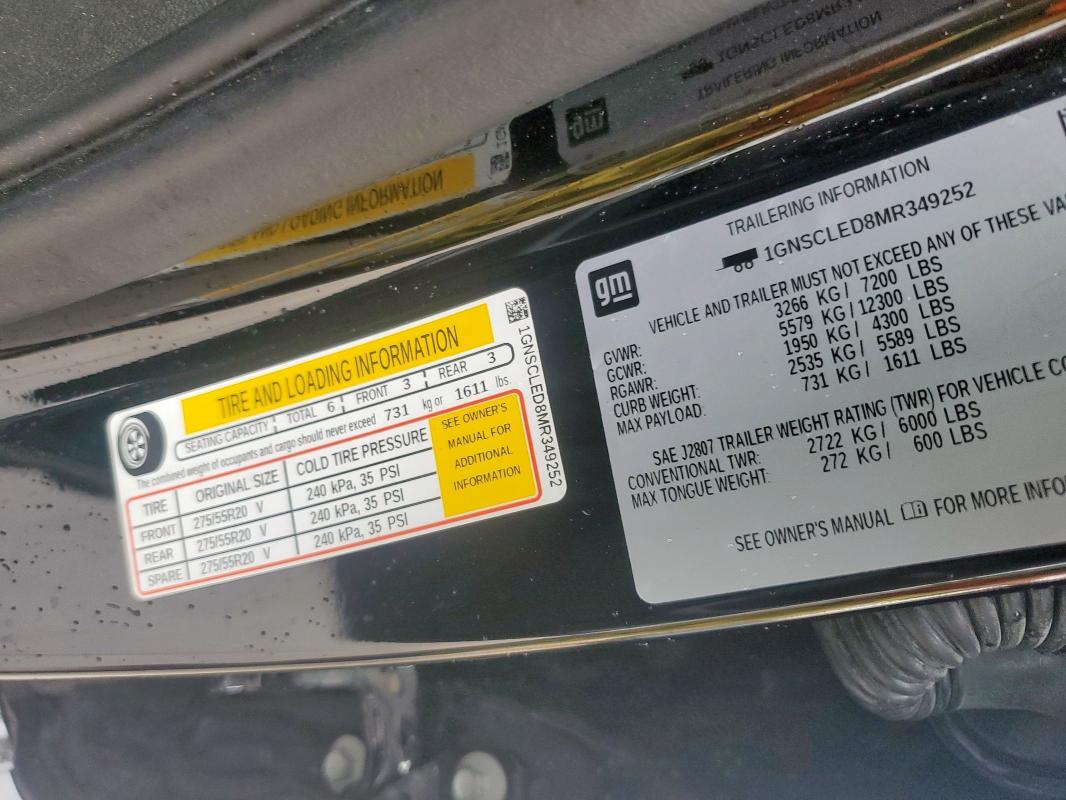 TIRE AND LOADING INFORMATION
SEATING CAPACITY TOTAL 6 FRONT 3 REAR 3
The combined weight of occupants and cargo should never exceed 731 kg or 1611 lbs.
TIRE ORIGINAL SIZE COLD TIRE PRESSURE
FRONT 275/55R20 V 240 kPa, 35 PSI
REAR 275/55R20 V 240 kPa, 35 PSI
SPARE 275/55R20 V 240 kPa, 35 PSI
SEE OWNER'S
MANUAL FOR
ADDITIONAL
INFORMATION
1GNSCLED8MR349252
gm
TRAILERING INFORMATION
1GNSCLED8MR349252
VEHICLE AND TRAILER MUST NOT EXCEED ANY OF THESE VA
GVWR: 3266 KG / 7200 LBS
GCWR: 5579 KG / 12300 LBS
RGAWR: 1950 KG / 4300 LBS
CURB WEIGHT: 2535 KG / 5589 LBS
MAX PAYLOAD: 731 KG / 1611 LBS
SAE J2807 TRAILER WEIGHT RATING (TWR) FOR VEHICLE CO
CONVENTIONAL TWR: 2722 KG / 6000 LBS
MAX TONGUE WEIGHT: 272 KG / 600 LBS
SEE OWNER'S MANUAL FOR MORE INFO